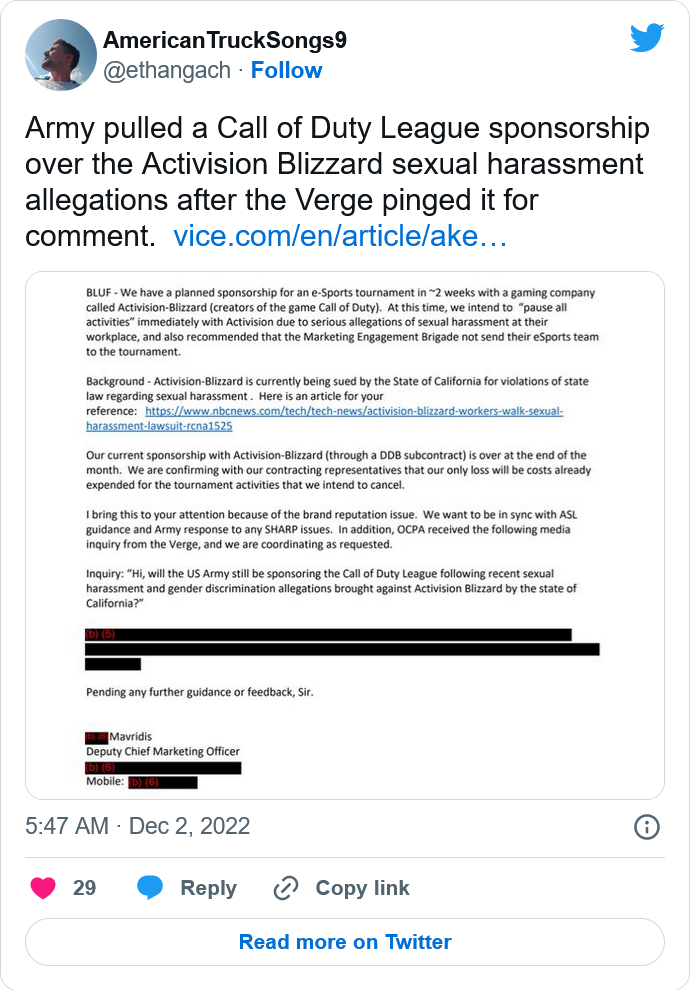 AmericanTruckSongs9
@ethangach · Follow
Army pulled a Call of Duty League sponsorship
over the Activision Blizzard sexual harassment
allegations after the Verge pinged it for
comment.  vice.com/en/article/ake…
BLUF - We have a planned sponsorship for an e-Sports tournament in ~2 weeks with a gaming company
called Activision-Blizzard (creators of the game Call of Duty).  At this time, we intend to  “pause all
activities” immediately with Activision due to serious allegations of sexual harassment at their
workplace, and also recommended that the Marketing Engagement Brigade not send their eSports team
to the tournament.
Background - Activision-Blizzard is currently being sued by the State of California for violations of state
law regarding sexual harassment .  Here is an article for your
reference:  https://www.nbcnews.com/tech/tech-news/activision-blizzard-workers-walk-sexual-
harassment-lawsuit-rcna1525
Our current sponsorship with Activision-Blizzard (through a DDB subcontract) is over at the end of the
month.  We are confirming with our contracting representatives that our only loss will be costs already
expended for the tournament activities that we intend to cancel.
I bring this to your attention because of the brand reputation issue.  We want to be in sync with ASL
guidance and Army response to any SHARP issues.  In addition, OCPA received the following media
inquiry from the Verge, and we are coordinating as requested.
Inquiry: “Hi, will the US Army still be sponsoring the Call of Duty League following recent sexual
harassment and gender discrimination allegations brought against Activision Blizzard by the state of
California?”
(b) (5)
Pending any further guidance or feedback, Sir.
(b) (6) Mavridis
Deputy Chief Marketing Officer
(b) (6)
Mobile: (b) (6)
5:47 AM · Dec 2, 2022
29 Reply Copy link
Read more on Twitter